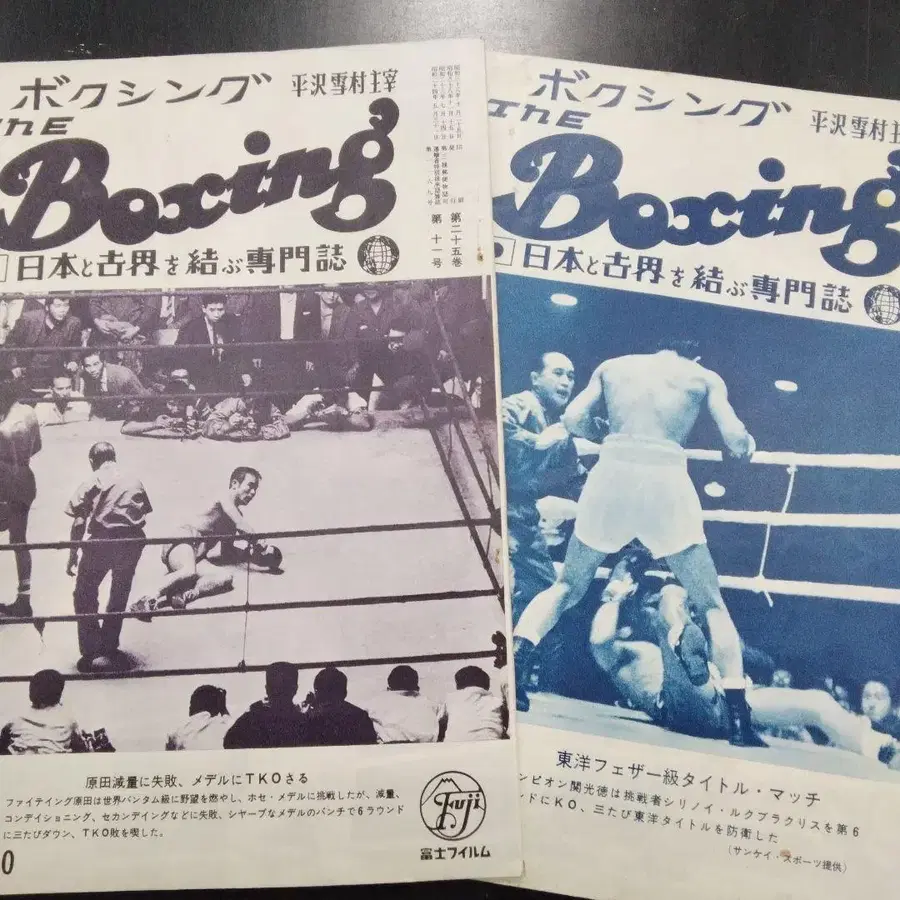 ボクシング
平沢雪村主宰
THE
Boxing
日本と古界を結ぶ専門誌
第二十五巻
第十一号
原田減量に失敗、メデルにTKOさる
ファイテイング原田は世界バンタム級に野望を燃やし、ホセ・メデルに挑戦したが、減量、
コンデイショニング、セカンデイングなどに失敗、シヤープなメデルのパンチで6ラウンド
に三たびダウン、TKO敗を喫した。
Fuji
富士フイルム
0
ボクシング
平沢雪村主
THE
Boxing
日本と古界を結ぶ専門誌
東洋フェザー級タイトル・マッチ
ンピオン関光徳は挑戦者シリノイ・ルクプラクリスを第6
ンドにKO、三たび東洋タイトルを防衛した
(サンケイ・スポーツ提供)